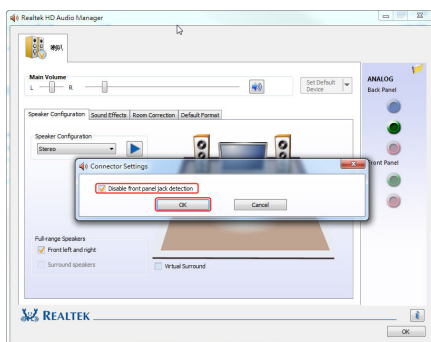 Realtek HD Audio Manager
喇叭
Main Volume
L R
Set Default
Device
ANALOG
Back Panel
Speaker Configuration Sound Effects Room Correction Default Format
Speaker Configuration
Stereo
Front Panel
Connector Settings
Disable front panel jack detection
OK Cancel
Full-range Speakers
Front left and right
Surround speakers
Virtual Surround
REALTEK
OK